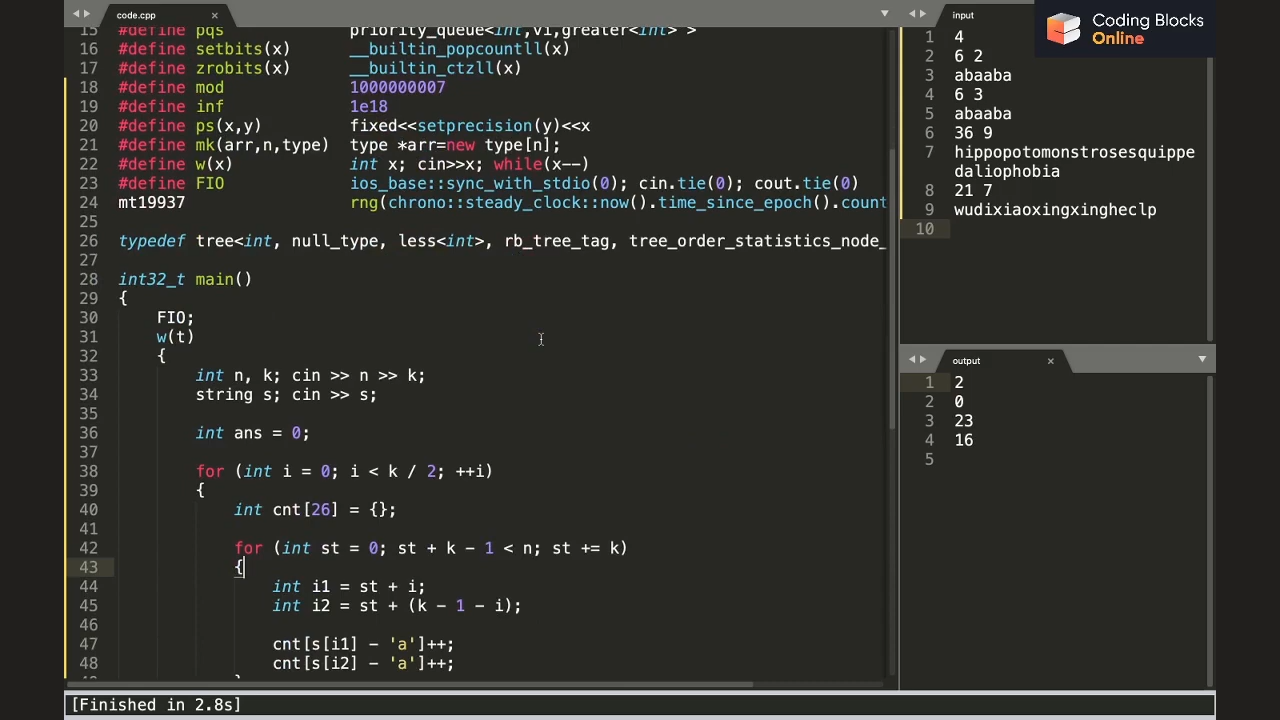 code.cpp
input
Coding Blocks
Online
15 #define pqs priority_queue<int,vi,greater<int> >
16 #define setbits(x) __builtin_popcountll(x)
17 #define zrobits(x) __builtin_ctzll(x)
18 #define mod 1000000007
19 #define inf 1e18
20 #define ps(x,y) fixed<<setprecision(y)<<x
21 #define mk(arr,n,type) type *arr=new type[n];
22 #define w(x) int x; cin>>x; while(x--)
23 #define FIO ios_base::sync_with_stdio(0); cin.tie(0); cout.tie(0)
24 mt19937 rng(chrono::steady_clock::now().time_since_epoch().count
25
26 typedef tree<int, null_type, less<int>, rb_tree_tag, tree_order_statistics_node_
27
28 int32_t main()
29 {
30 FIO;
31 w(t)
32 {
33 int n, k; cin >> n >> k;
34 string s; cin >> s;
35
36 int ans = 0;
37
38 for (int i = 0; i < k / 2; ++i)
39 {
40 int cnt[26] = {};
41
42 for (int st = 0; st + k - 1 < n; st += k)
43 {
44 int i1 = st + i;
45 int i2 = st + (k - 1 - i);
46
47 cnt[s[i1] - 'a']++;
48 cnt[s[i2] - 'a']++;
1 4
2 6 2
3 abaaba
4 6 3
5 abaaba
6 36 9
7 hippopotomonstrosesquippe
daliophobia
8 21 7
9 wudixiaoxingxingheclp
10
output
1 2
2 0
3 23
4 16
5
[Finished in 2.8s]